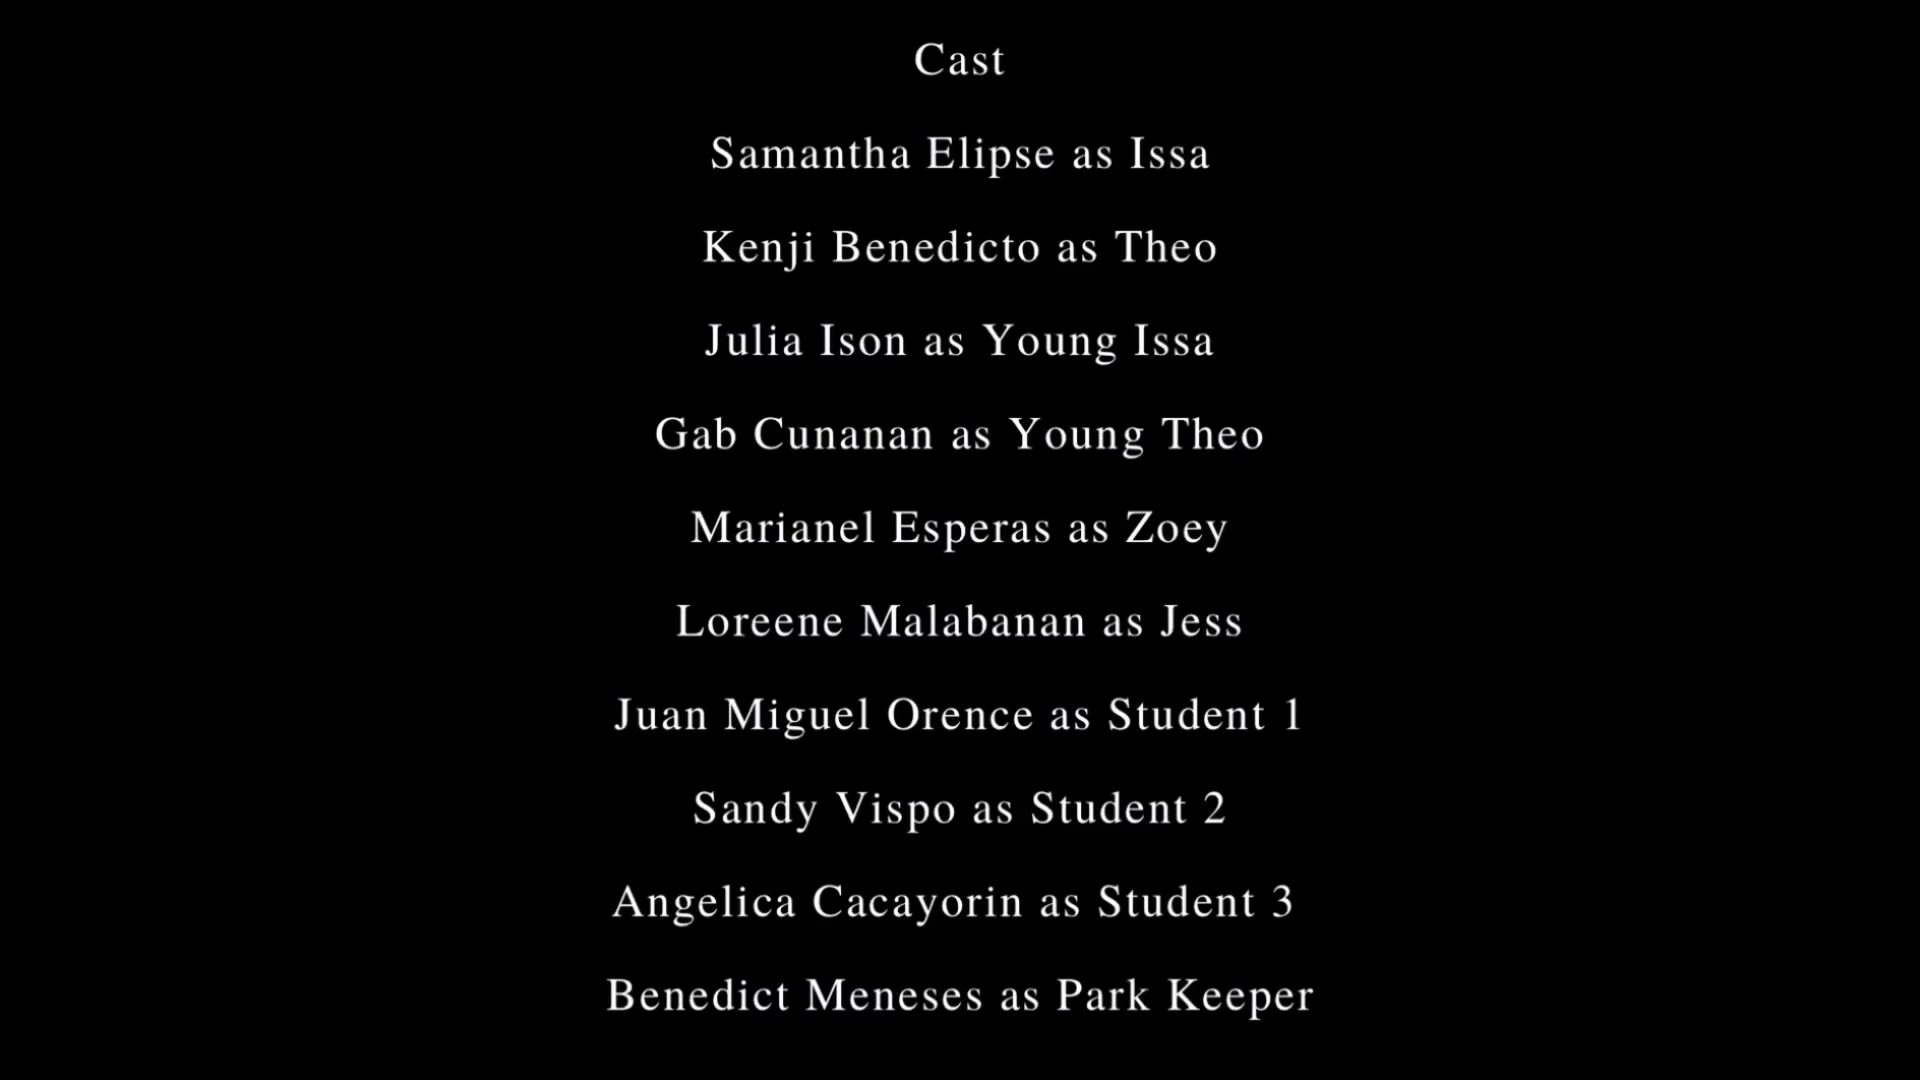 Cast
Samantha Elipse as Issa
Kenji Benedicto as Theo
Julia Ison as Young Issa
Gab Cunanan as Young Theo
Marianel Esperas as Zoey
Loreene Malabanan as Jess
Juan Miguel Orence as Student 1
Sandy Vispo as Student 2
Angelica Cacayorin as Student 3
Benedict Meneses as Park Keeper